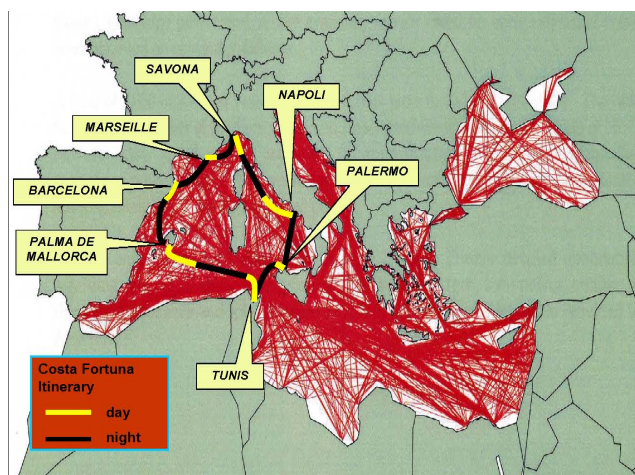 SAVONA
NAPOLI
MARSEILLE
PALERMO
BARCELONA
PALMA DE
MALLORCA
TUNIS
Costa Fortuna
Itinerary
day
night